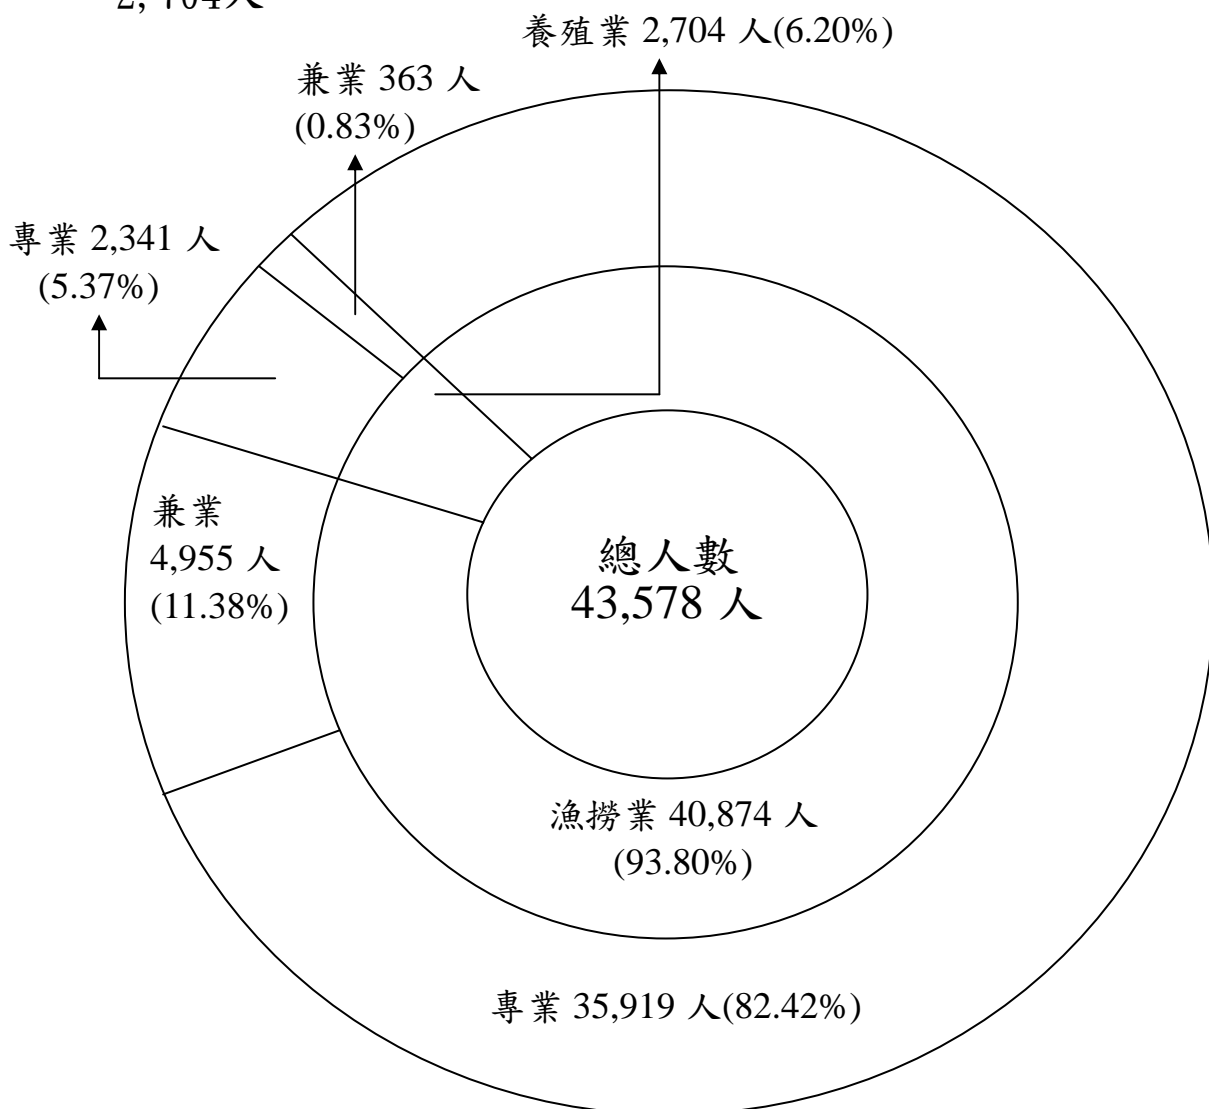 養殖業 2,704 人(6.20%)
兼業 363 人
(0.83%)
專業 2,341 人
(5.37%)
兼業
4,955 人
(11.38%)
總人數
43,578 人
漁撈業 40,874 人
(93.80%)
專業 35,919 人(82.42%)